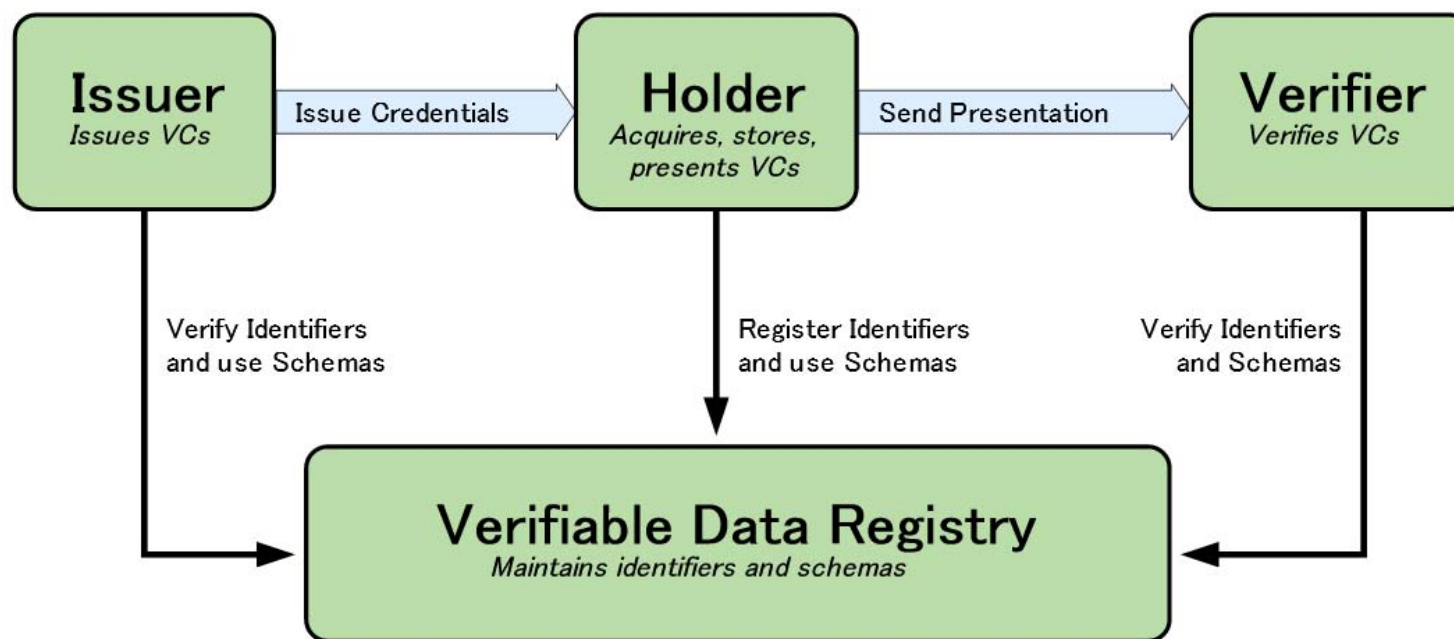 Issuer
Issues VCs
Issue Credentials
Holder
Acquires, stores,
presents VCs
Send Presentation
Verifier
Verifies VCs
Verify Identifiers
and use Schemas
Register Identifiers
and use Schemas
Verify Identifiers
and Schemas
Verifiable Data Registry
Maintains identifiers and schemas